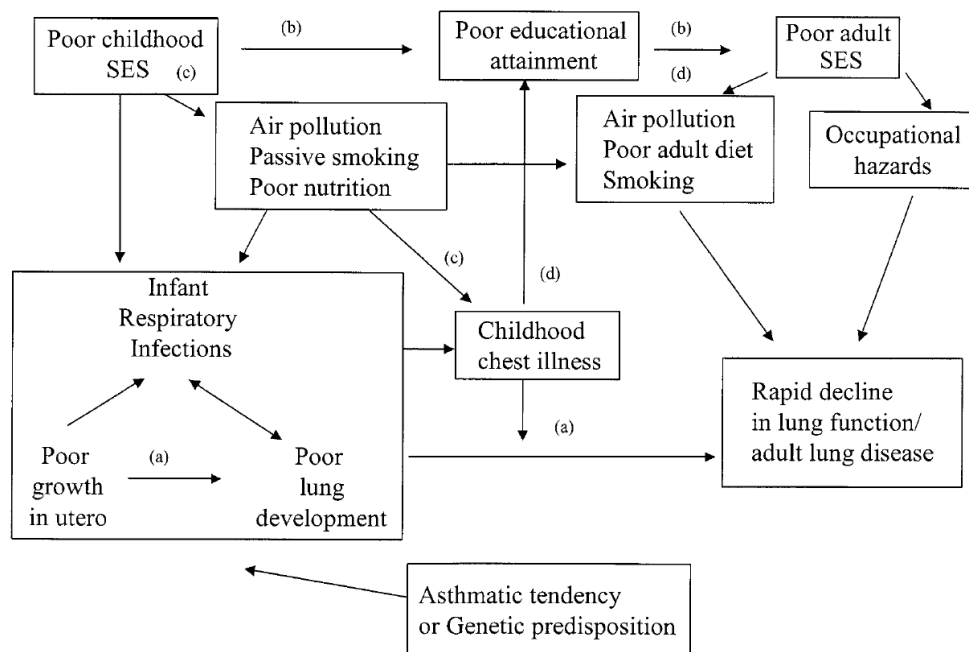 Poor childhood
SES
(c)
(b)
Poor educational
attainment
(b)
(d)
Poor adult
SES
Air pollution
Passive smoking
Poor nutrition
Air pollution
Poor adult diet
Smoking
Occupational
hazards
(c)
(d)
Infant
Respiratory
Infections
Childhood
chest illness
(a)
Poor
growth
in utero
(a)
Poor
lung
development
Rapid decline
in lung function/
adult lung disease
Asthmatic tendency
or Genetic predisposition